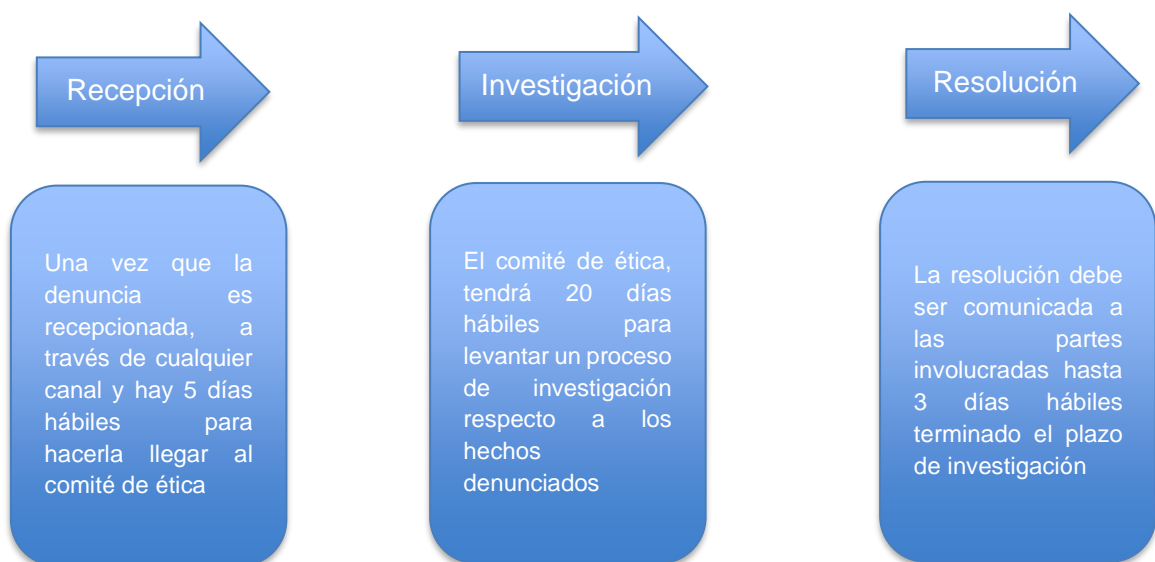 Recepción
Investigación
Resolución
Una vez que la
denuncia es
recepcionada, a
través de cualquier
canal y hay 5 días
hábiles para
hacerla llegar al
comité de ética
El comité de ética,
tendrá 20 días
hábiles para
levantar un proceso
de investigación
respecto a los
hechos
denunciados
La resolución debe
ser comunicada a
las partes
involucradas hasta
3 días hábiles
terminado el plazo
de investigación